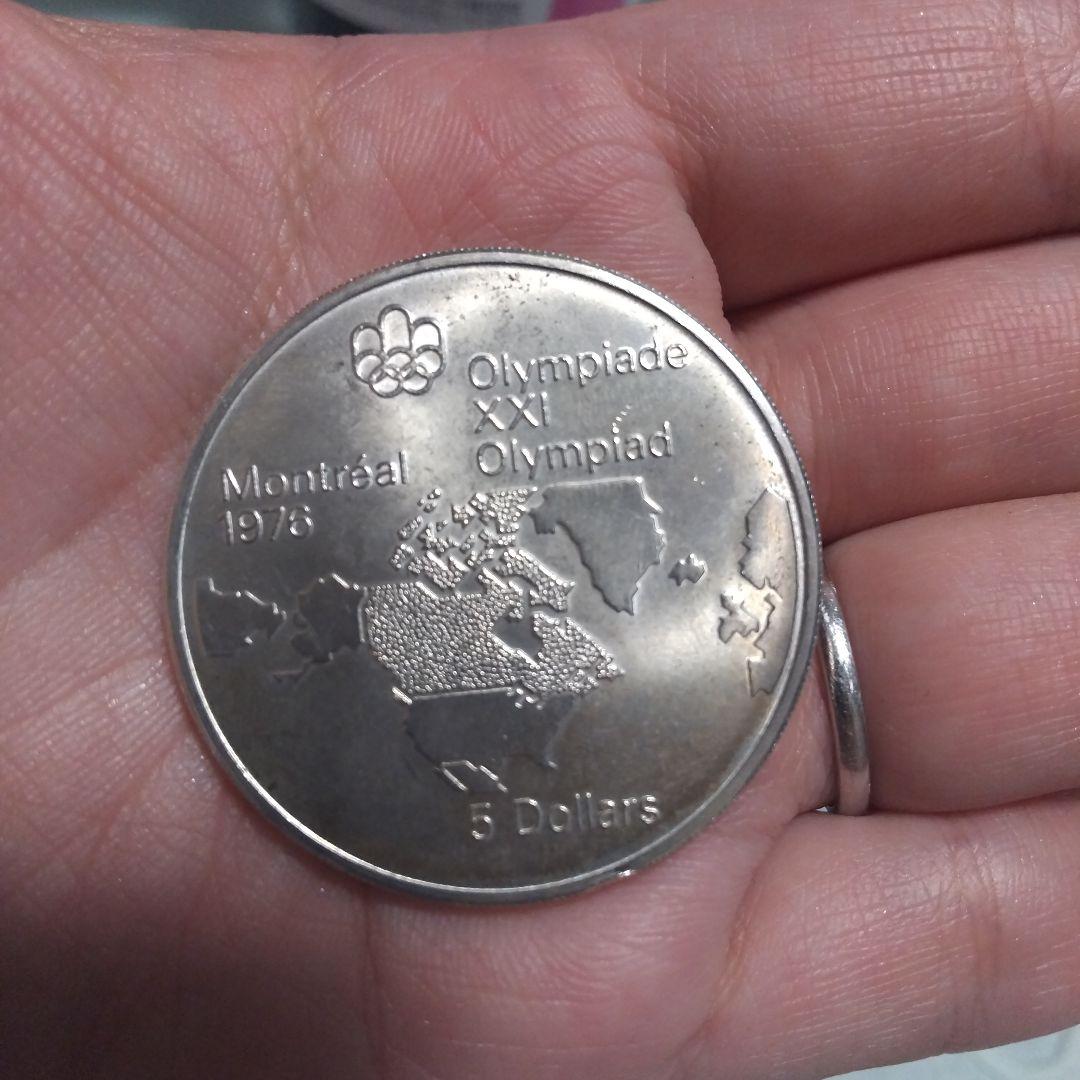 Olympiade
XXI
Olympiad
Montréal
1976
5 Dollars